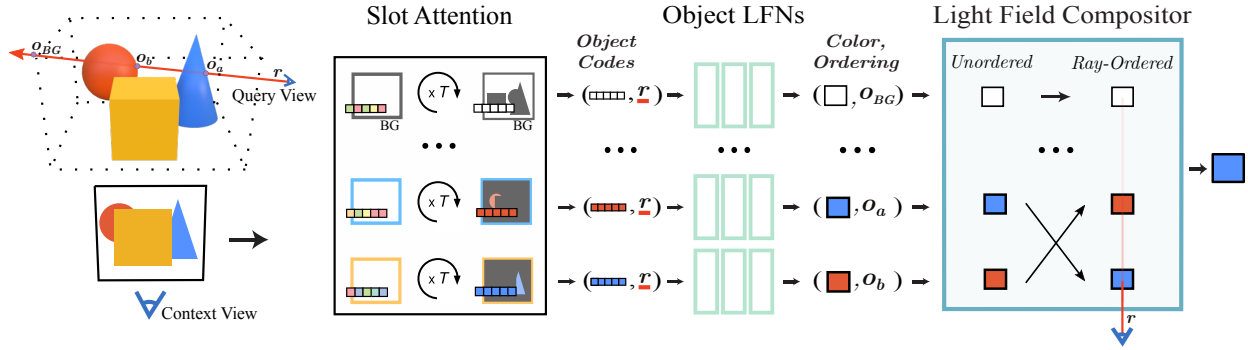 Slot Attention
Object LFNs
Light Field Compositor
o_BG
o_b
o_a
r
Query View
Context View
x T
BG
BG
x T
x T
Object
Codes
Color,
Ordering
( , r)
( , o_BG)
• • •
• • •
• • •
• • •
( , r)
( , o_a)
( , r)
( , o_b)
Unordered
Ray-Ordered
• • •
r